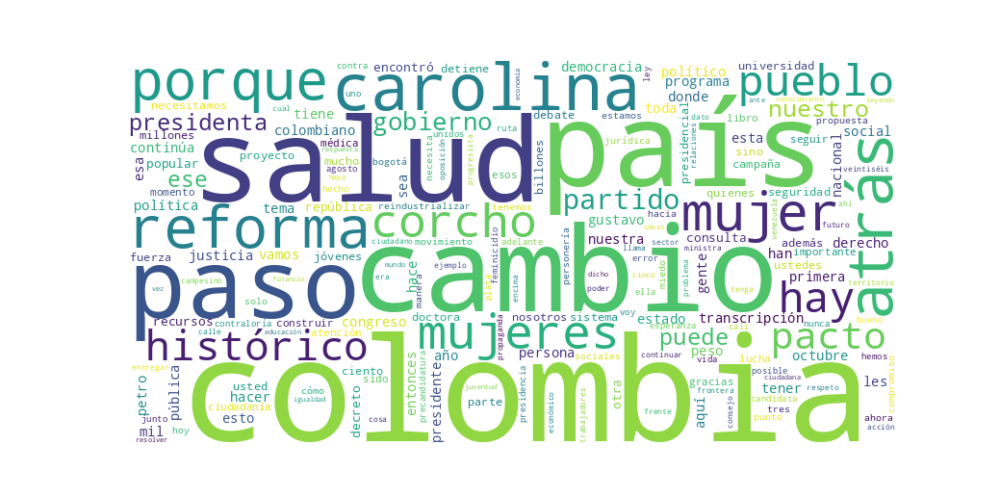 contra encontró detiene economía democracia ley político universidad
porque carolina programa donde pueblo
necesitamos cual uno toda ante conocimiento leyendo
presidenta tiene gobierno debate estamos presidencial dato libro nuestro propuesta
millones colombiano salud país esta social
continúa médica respuesta unidos ruta billones relaciones jurídica sino seguir
esa popular proyecto mucho bogotá necesita oposición progresista esos campaña nacional veintiséis
ese momento agosto haya hecho sea partido quienes seguridad ahí atrás
política tema república reindustrializar gustavo hacia mujer venezuela futuro
reforma corcho feminicidio personería nuestra ideas sector consulta además derecho
fuerza justicia vamos jóvenes ciudadano movimiento adelante llama ministra gente han importante
paso era hace cambio error miedo ustedes primera
campesino mundo ejemplo manera plata encima dicho cinco problema hay territorio
vez financio solo poder ella tenga
recursos contraloría construir congreso doctora nosotros sistema voy estado transcripción nunca bueno
histórico calle atención mujeres propaganda esperanza cali puede pacto
entregar educación año persona sociales continuar vida peso lucha octubre hemos
colombia
petro pública usted cómo ciento sido entonces precandidatura presidente juventud parte presidencia económico trabajadores otra frente aquí gracias frontera candidata ciudadana posible tener respeto les compromiso
hacer igualdad decreto
ciudadanía
junto esto cosa consejo punto tres ahora
mil hoy acción
resolver